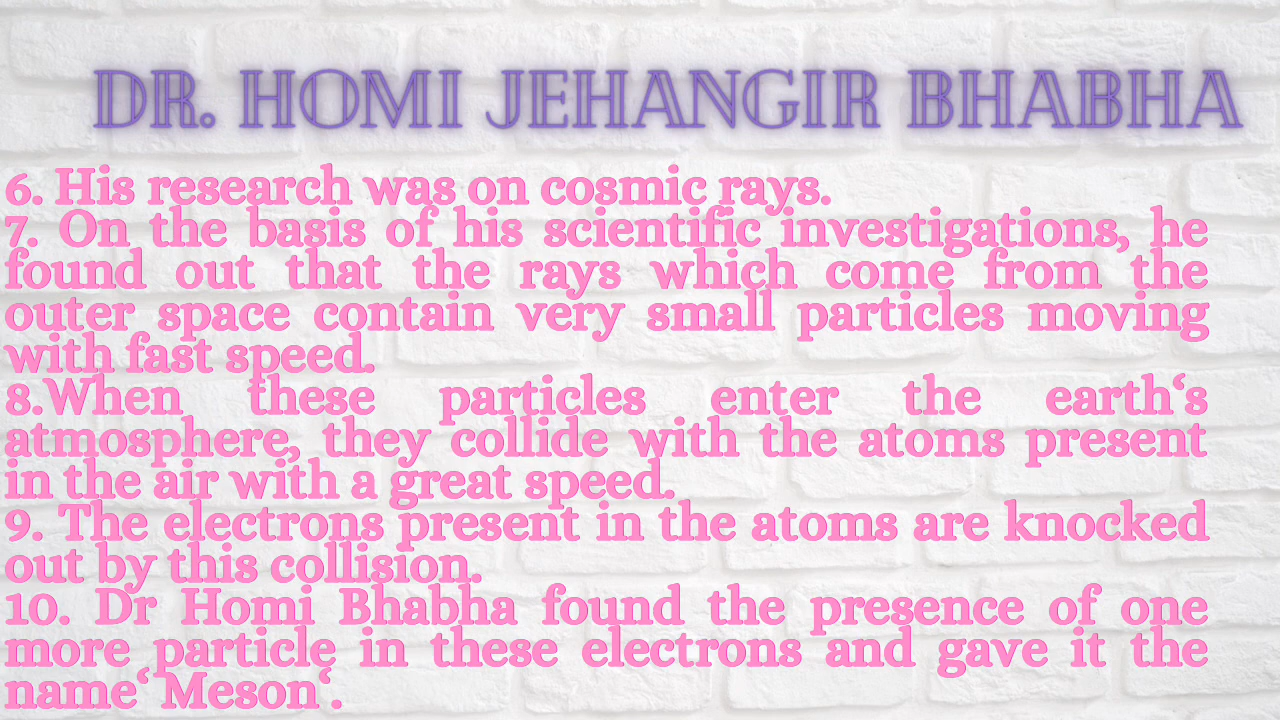 DR. HOMI JEHANGIR BHABHA
6. His research was on cosmic rays.
7. On the basis of his scientific investigations, he
found out that the rays which come from the
outer space contain very small particles moving
with fast speed.
8.When these particles enter the earth‘s
atmosphere, they collide with the atoms present
in the air with a great speed.
9. The electrons present in the atoms are knocked
out by this collision.
10. Dr Homi Bhabha found the presence of one
more particle in these electrons and gave it the
name‘ Meson‘.